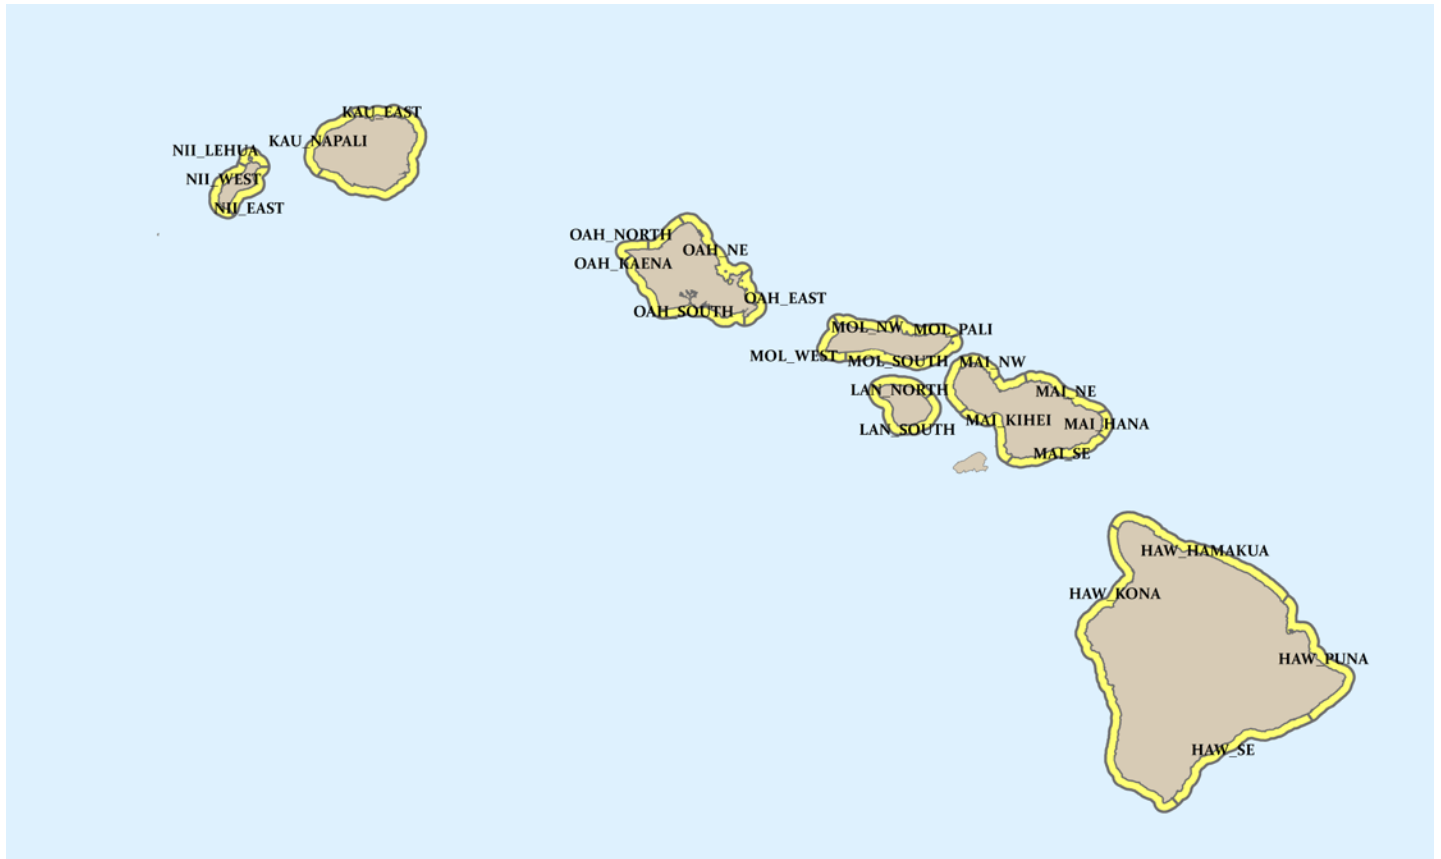 KAU_EAST
KAU_NAPALI
NII_LEHUA
NII_WEST
NII_EAST
OAH_NORTH
OAH_NE
OAH_KAENA
OAH_EAST
OAH_SOUTH
MOL_NW
MOL_PALI
MOL_WEST
MOL_SOUTH
MAI_NW
LAN_NORTH
MAI_NE
MAI_KIHEI
MAI_HANA
LAN_SOUTH
MAI_SE
HAW_HAMAKUA
HAW_KONA
HAW_PUNA
HAW_SE